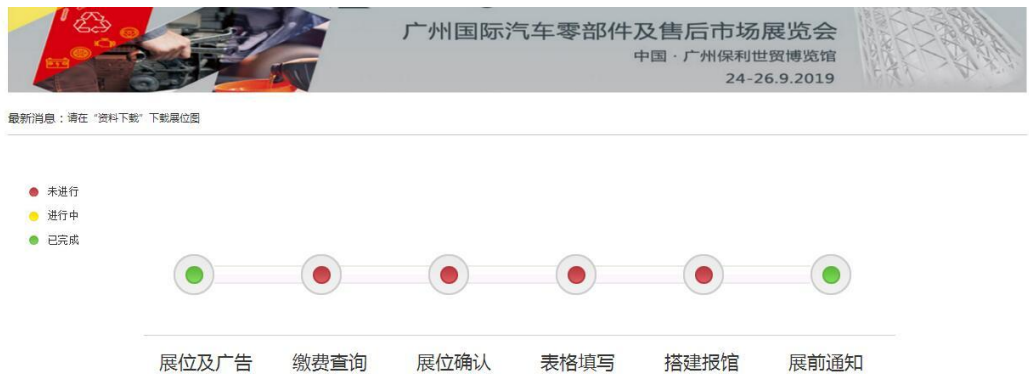 广州国际汽车零部件及售后市场展览会
中国·广州保利世贸博览馆
24-26.9.2019
最新消息：请在“资料下载”下载展位图
未进行
进行中
已完成
展位及广告 缴费查询 展位确认 表格填写 搭建报馆 展前通知